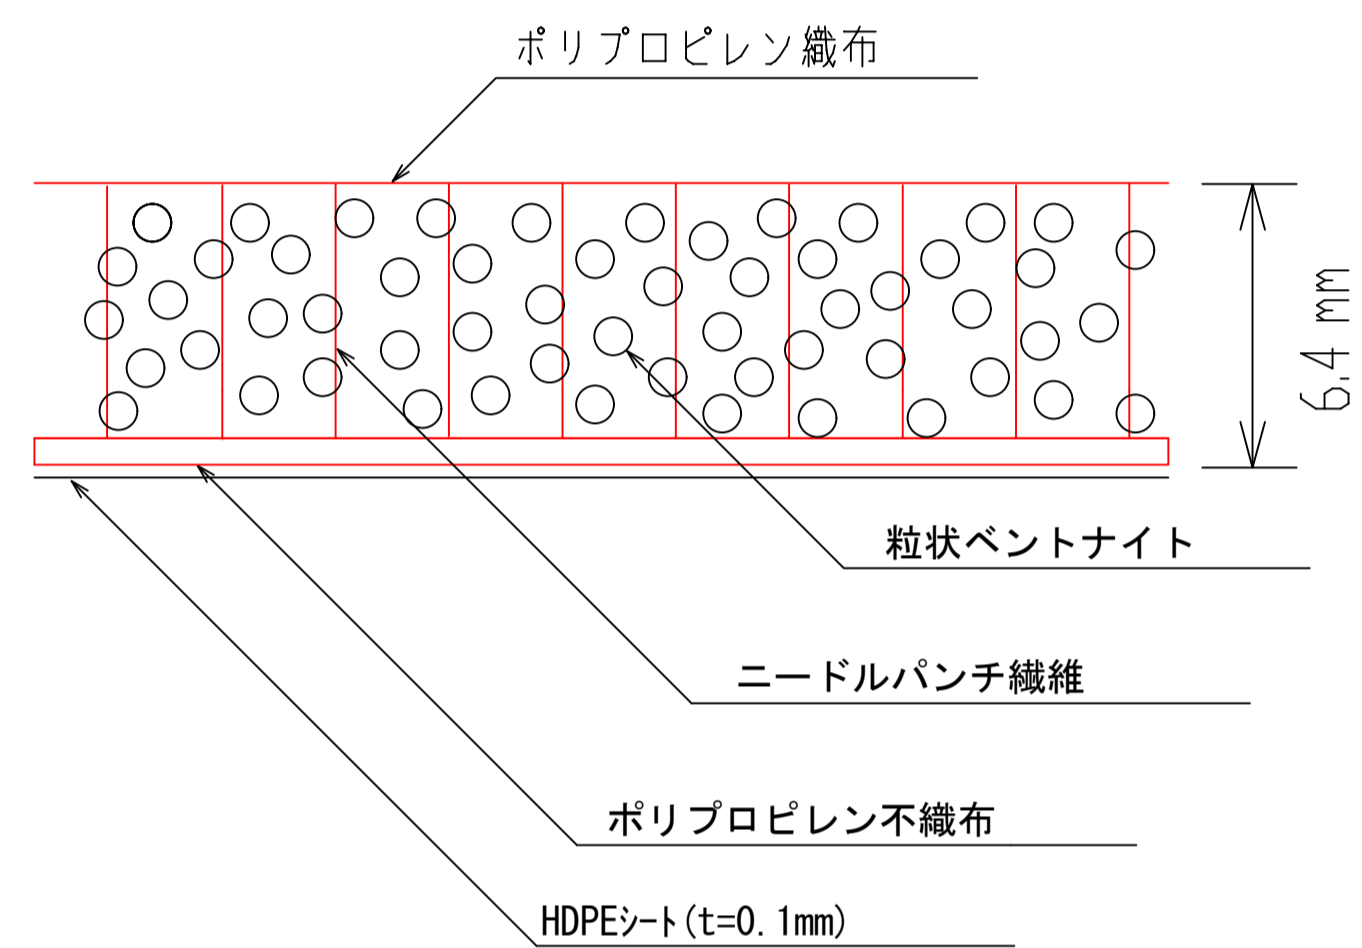 ポリプロピレン織布
6.4 mm
粒状ベントナイト
ニードルパンチ繊維
ポリプロピレン不織布
HDPEシート(t=0.1mm)